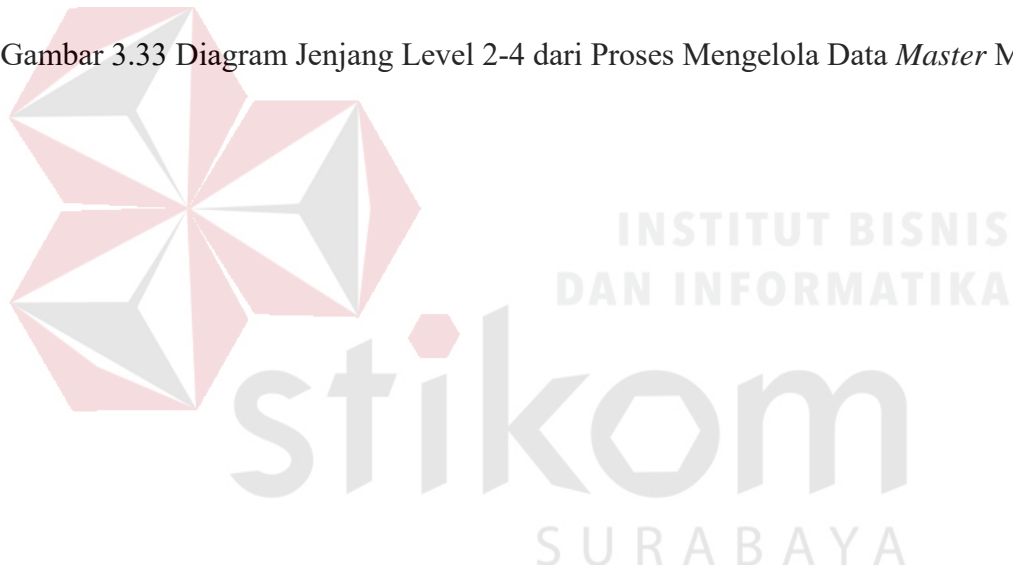 Gambar 3.33 Diagram Jenjang Level 2-4 dari Proses Mengelola Data Master M
INSTITUT BISNIS
DAN INFORMATIKA
stikom
SURABAYA